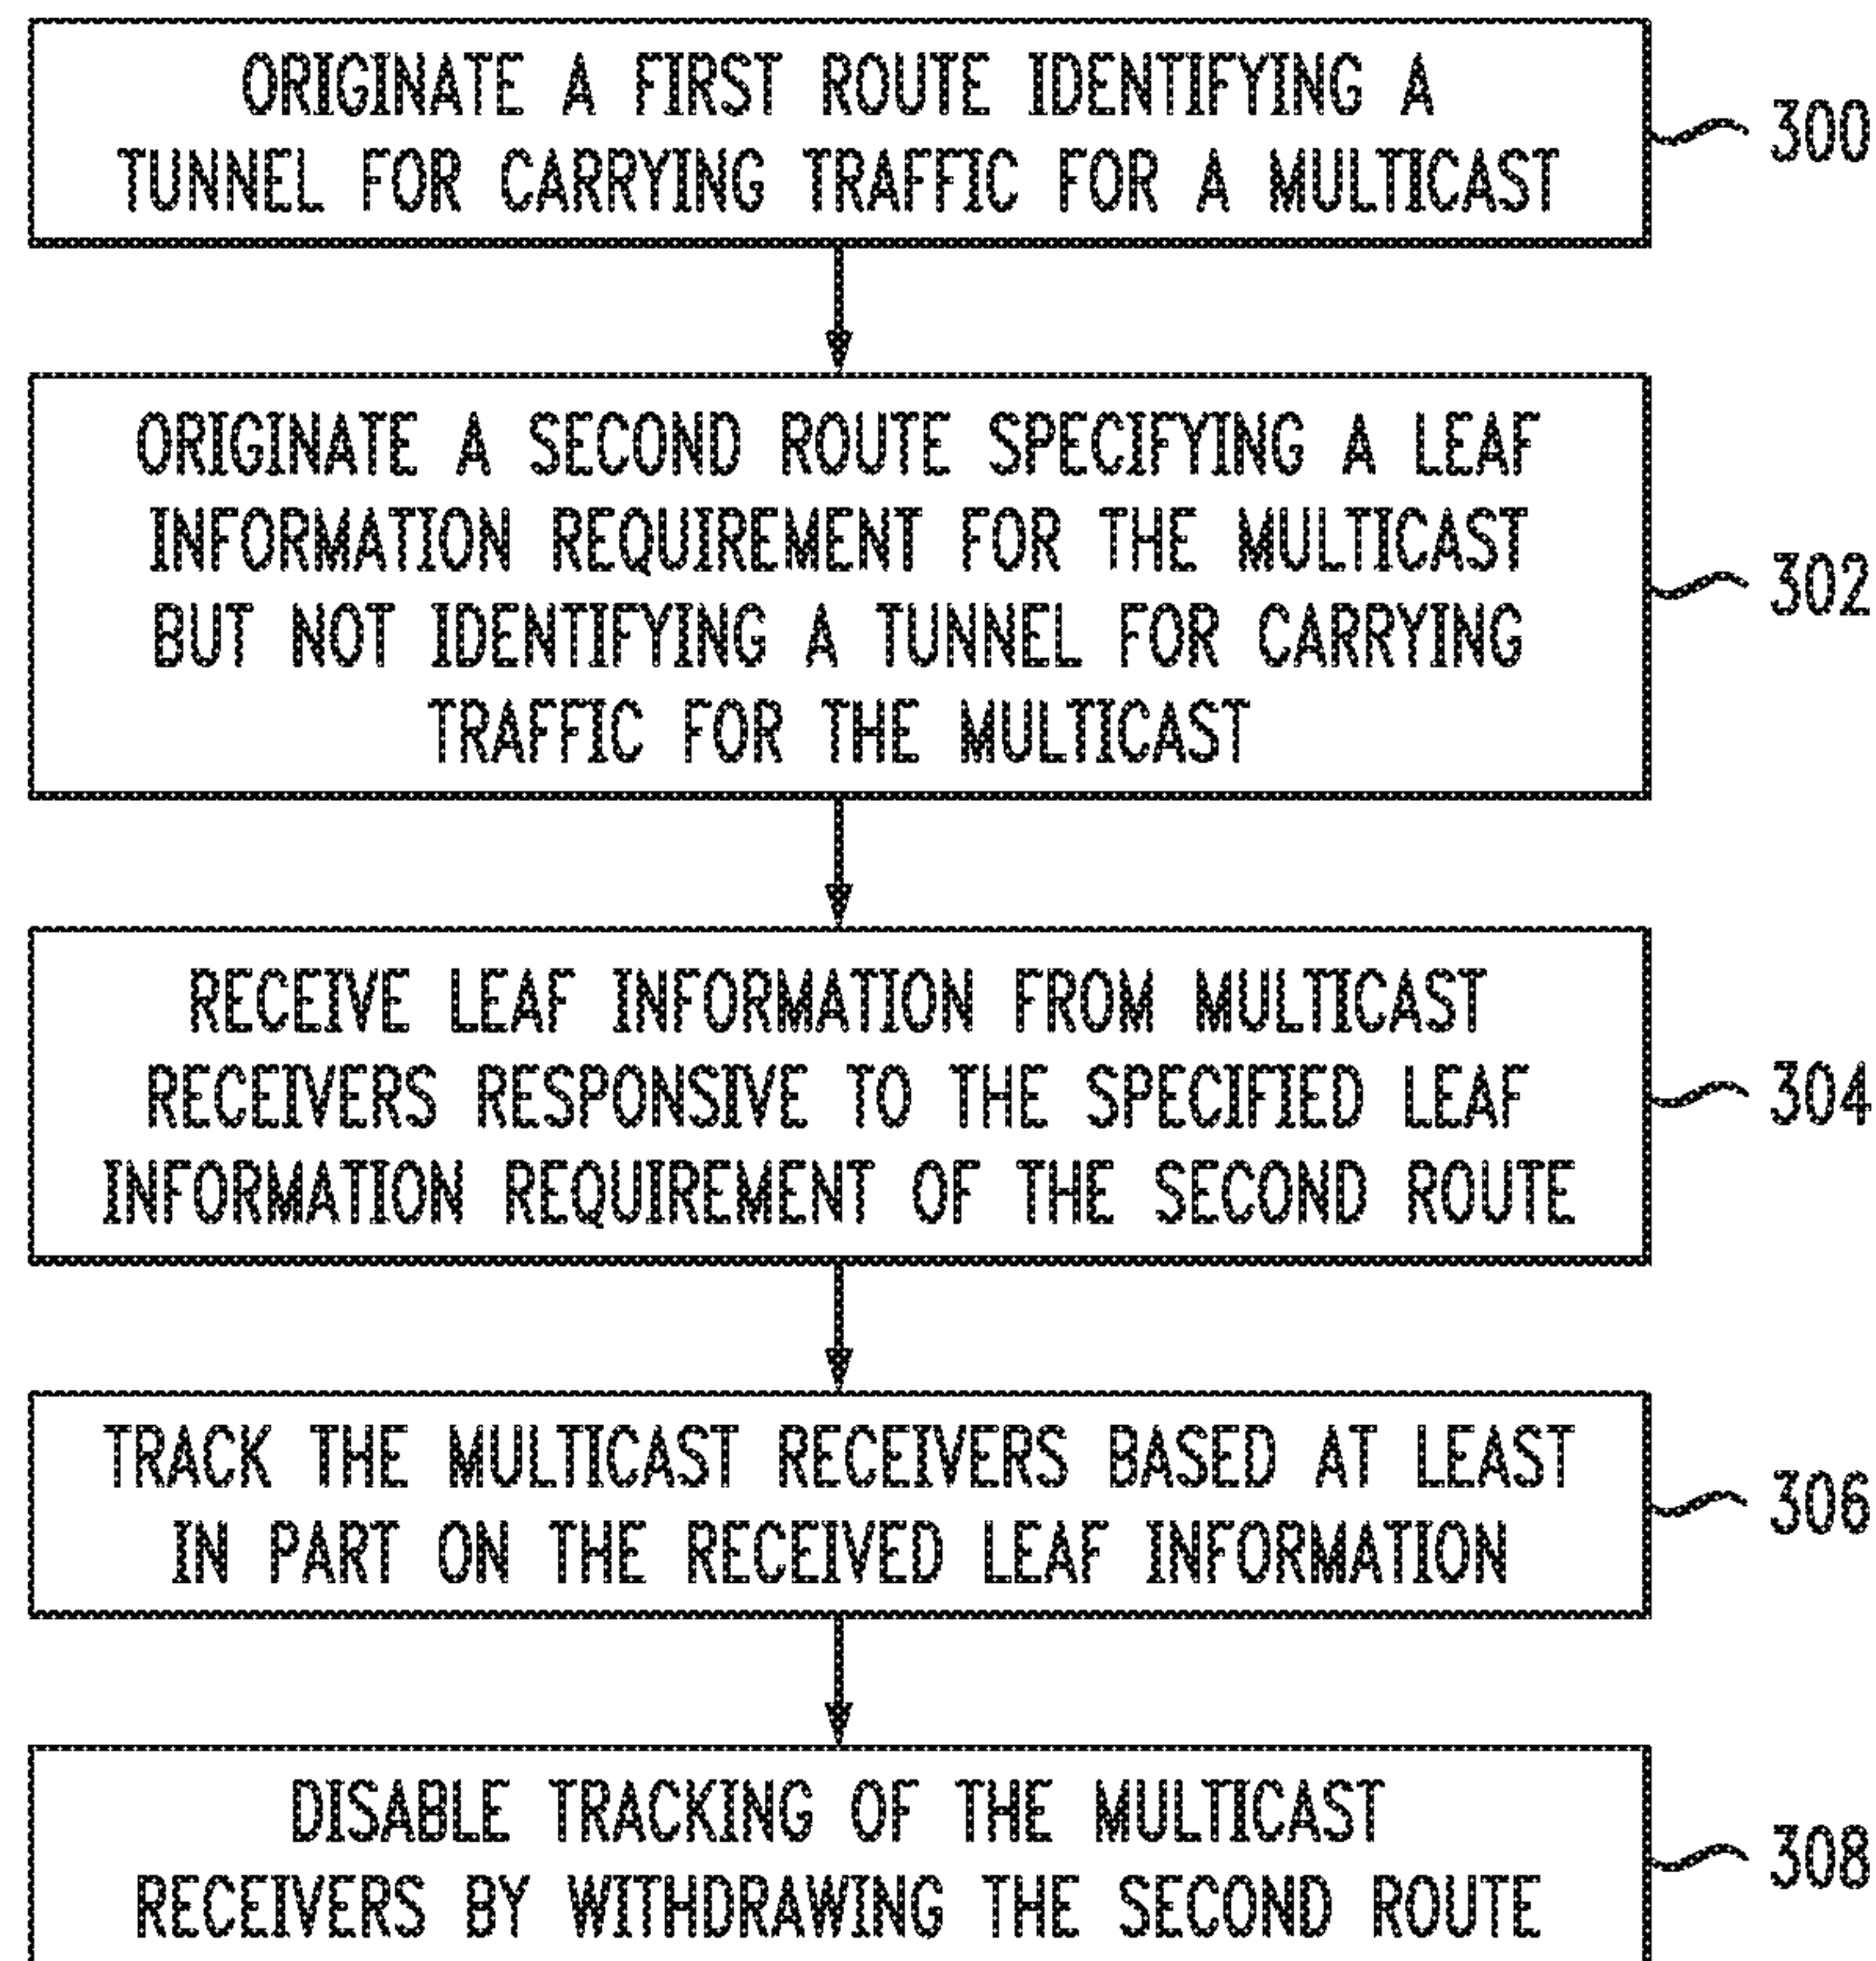 ORIGINATE A FIRST ROUTE IDENTIFYING A
TUNNEL FOR CARRYING TRAFFIC FOR A MULTICAST
300
ORIGINATE A SECOND ROUTE SPECIFYING A LEAF
INFORMATION REQUIREMENT FOR THE MULTICAST
BUT NOT IDENTIFYING A TUNNEL FOR CARRYING
TRAFFIC FOR THE MULTICAST
302
RECEIVE LEAF INFORMATION FROM MULTICAST
RECEIVERS RESPONSIVE TO THE SPECIFIED LEAF
INFORMATION REQUIREMENT OF THE SECOND ROUTE
304
TRACK THE MULTICAST RECEIVERS BASED AT LEAST
IN PART ON THE RECEIVED LEAF INFORMATION
306
DISABLE TRACKING OF THE MULTICAST
RECEIVERS BY WITHDRAWING THE SECOND ROUTE
308